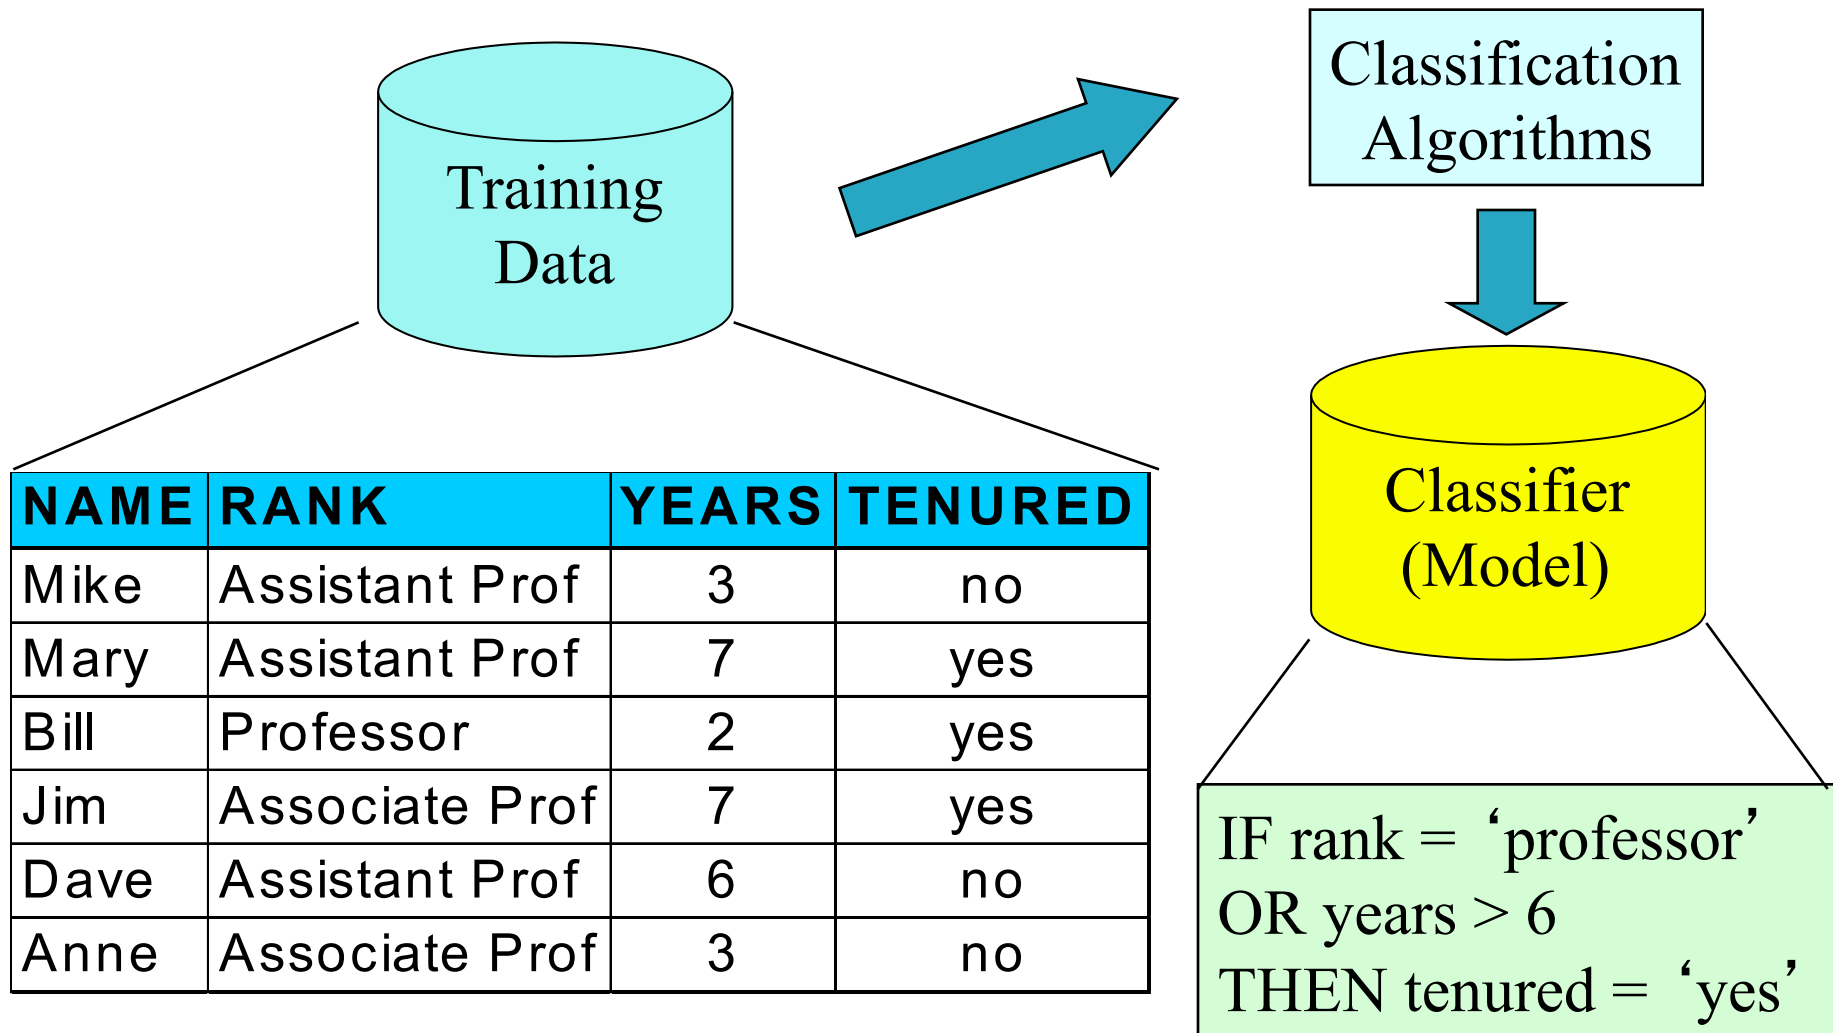 Training
Data
Classification
Algorithms
NAME RANK YEARS TENURED
Mike Assistant Prof 3 no
Mary Assistant Prof 7 yes
Bill Professor 2 yes
Jim Associate Prof 7 yes
Dave Assistant Prof 6 no
Anne Associate Prof 3 no
Classifier
(Model)
IF rank = ‘professor’
OR years > 6
THEN tenured = ‘yes’